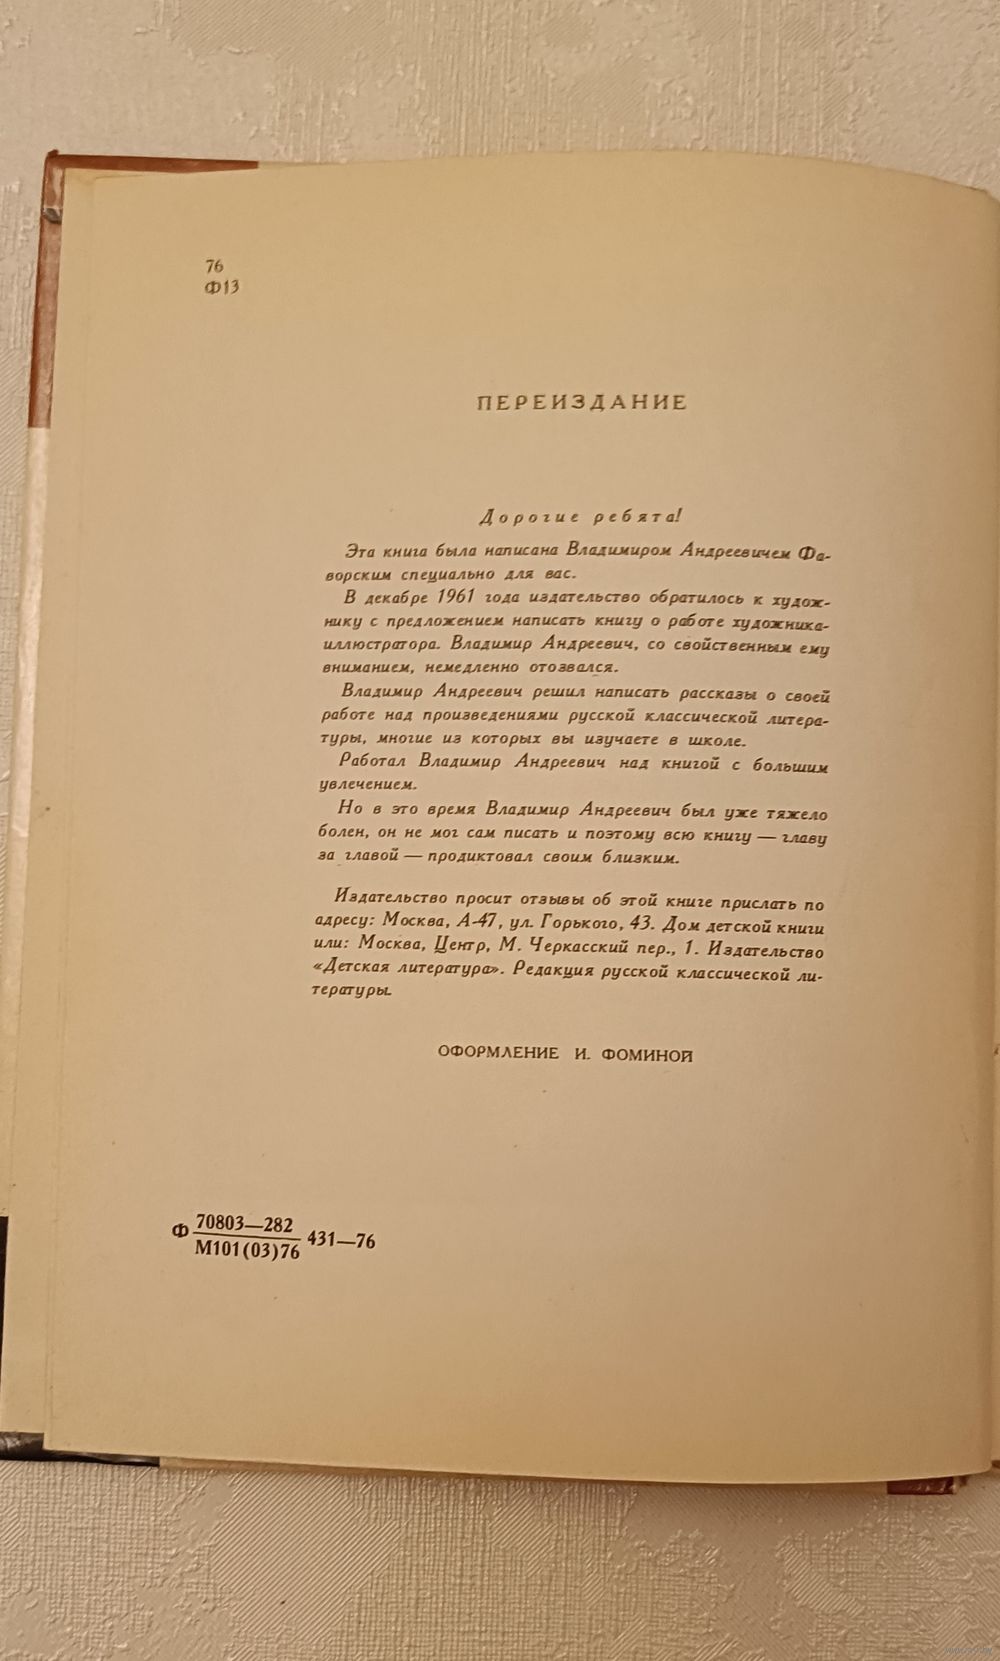 76
Ф13
ПЕРЕИЗДАНИЕ
Дорогие ребята!
Эта книга была написана Владимиром Андреевичем Фа-
ворским специально для вас.
В декабре 1961 года издательство обратилось к худож-
нику с предложением написать книгу о работе художника-
иллюстратора. Владимир Андреевич, со свойственным ему
вниманием, немедленно отозвался.
Владимир Андреевич решил написать рассказы о своей
работе над произведениями русской классической литера-
туры, многие из которых вы изучаете в школе.
Работал Владимир Андреевич над книгой с большим
увлечением.
Но в это время Владимир Андреевич был уже тяжело
болен, он не мог сам писать и поэтому всю книгу — главу
за главой — продиктовал своим близким.
Издательство просит отзывы об этой книге прислать по
адресу: Москва, А-47, ул. Горького, 43. Дом детской книги
или: Москва, Центр, М. Черкасский пер., 1. Издательство
«Детская литература». Редакция русской классической ли-
тературы.
ОФОРМЛЕНИЕ И. ФОМИНОЙ
Ф 70803—282
М101(03)76 431—76